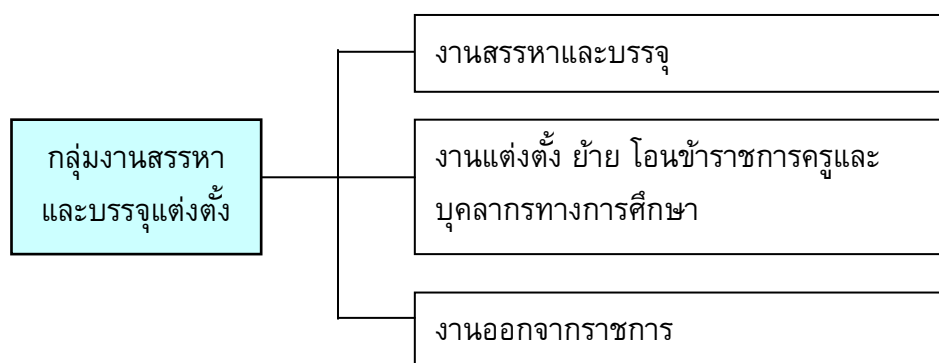 กลุ่มงานสรรหา
และบรรจุแต่งตั้ง
งานสรรหาและบรรจุ
งานแต่งตั้ง ย้าย โอนข้าราชการครูและ
บุคลากรทางการศึกษา
งานออกจากราชการ